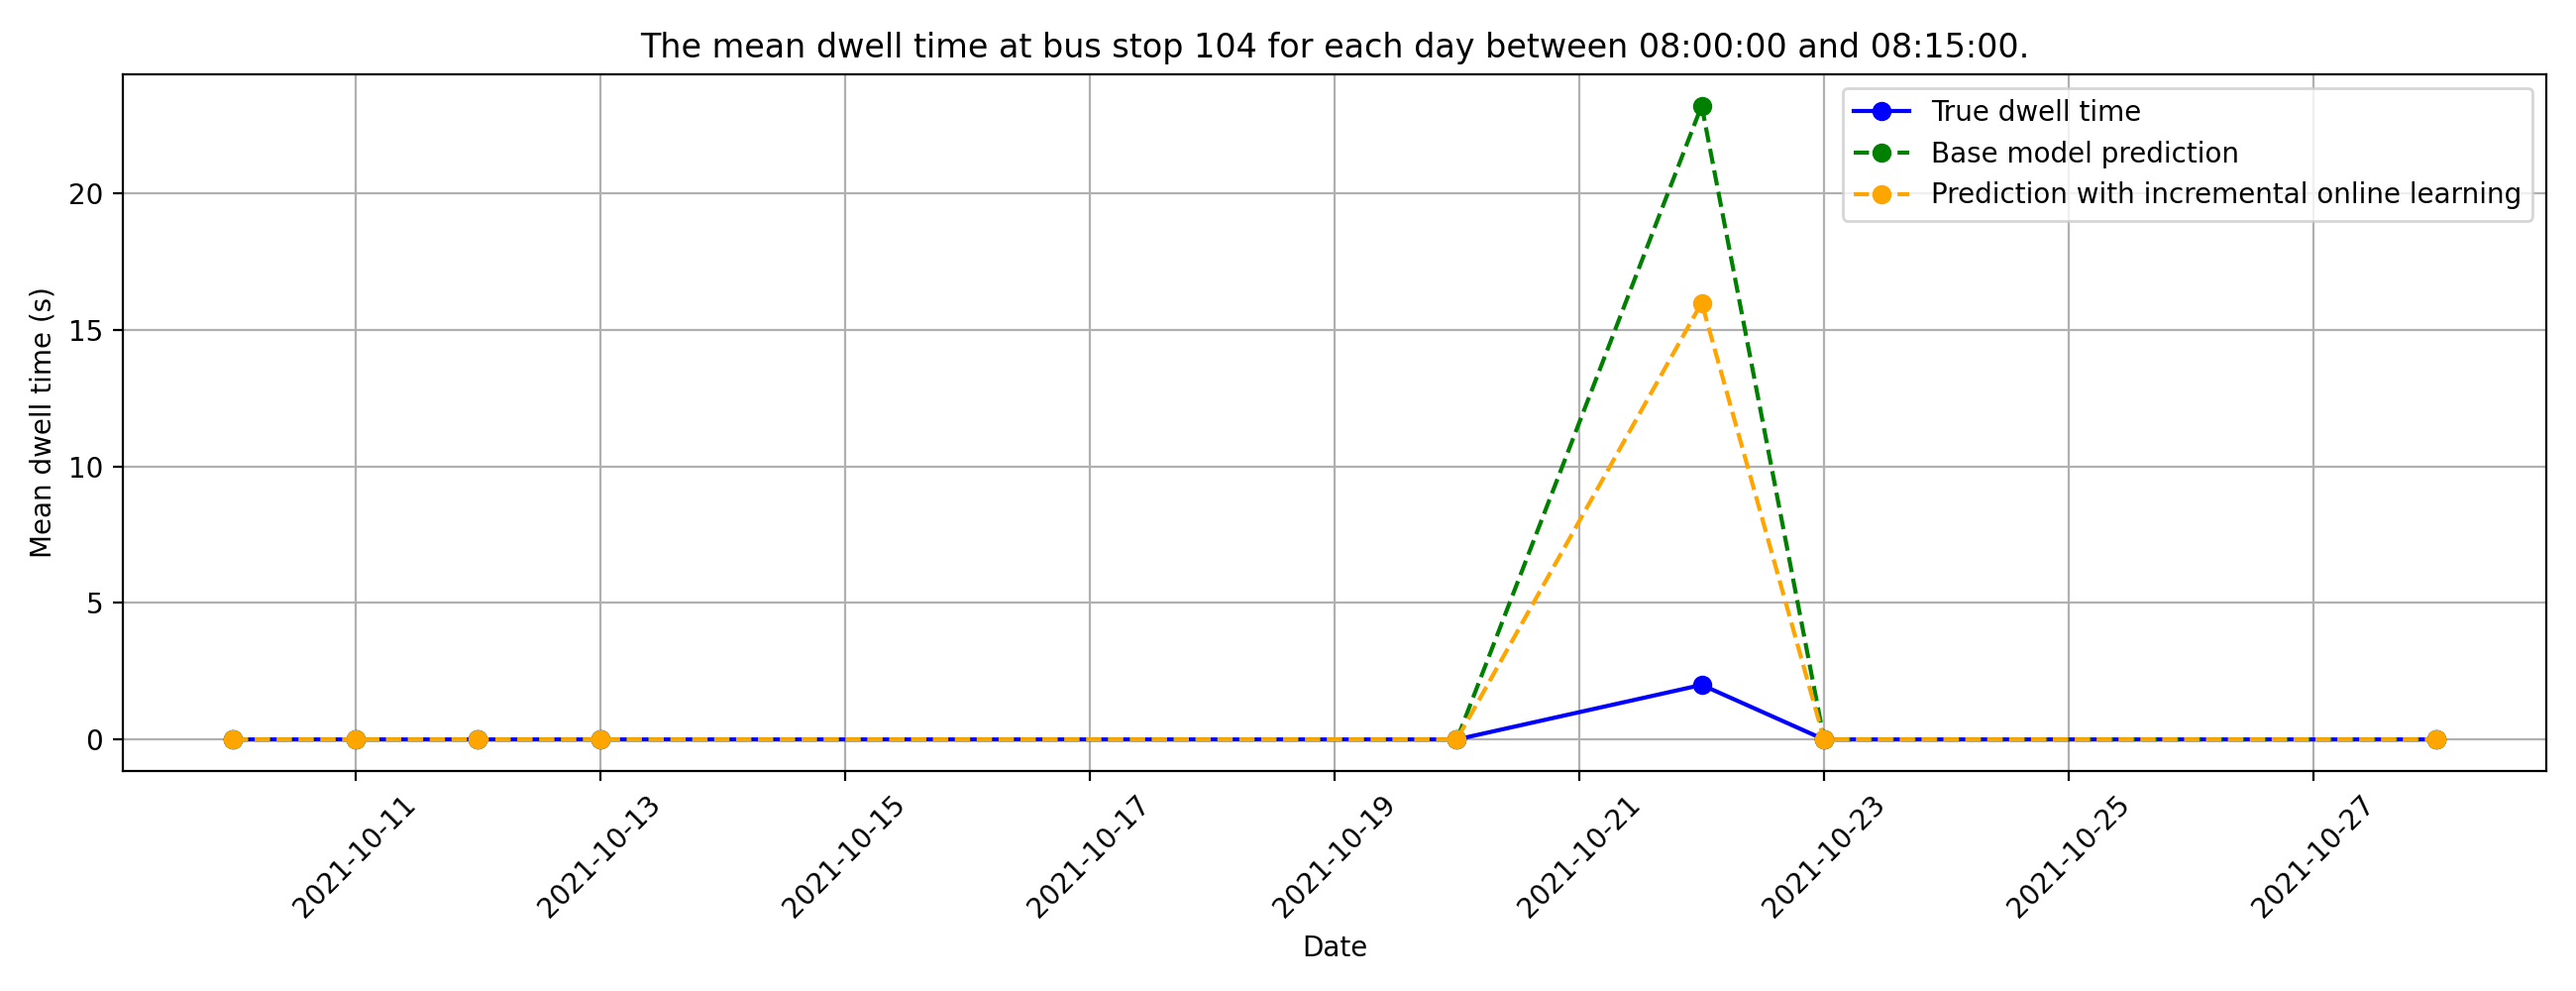 The mean dwell time at bus stop 104 for each day between 08:00:00 and 08:15:00.
True dwell time
Base model prediction
Prediction with incremental online learning
Mean dwell time (s)
20
15
10
5
0
2021-10-11
2021-10-13
2021-10-15
2021-10-17
2021-10-19
2021-10-21
2021-10-23
2021-10-25
2021-10-27
Date